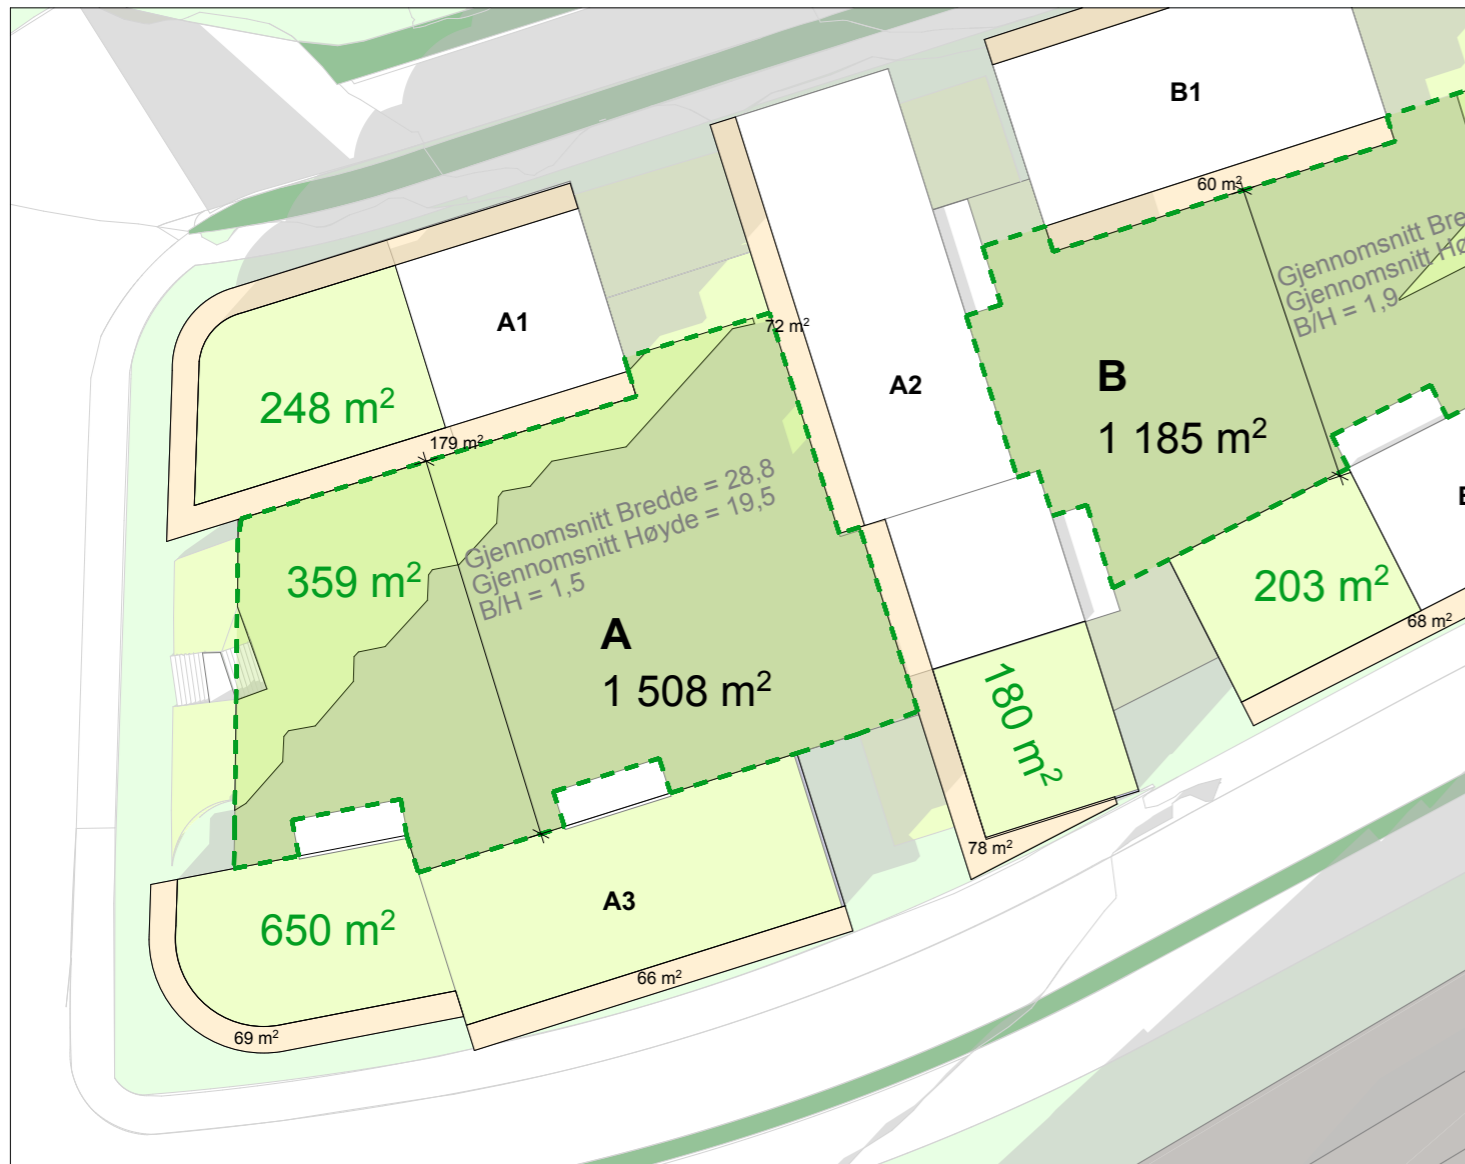 B1
60 m²
Gjennomsnitt Bre
Gjennomsnitt Hø
B/H = 1,9
A1
72 m²
A2
B
1 185 m²
248 m²
179 m²
Gjennomsnitt Bredde = 28,8
Gjennomsnitt Høyde = 19,5
B/H = 1,5
359 m²
203 m²
68 m²
A
1 508 m²
180 m²
78 m²
A3
650 m²
66 m²
69 m²